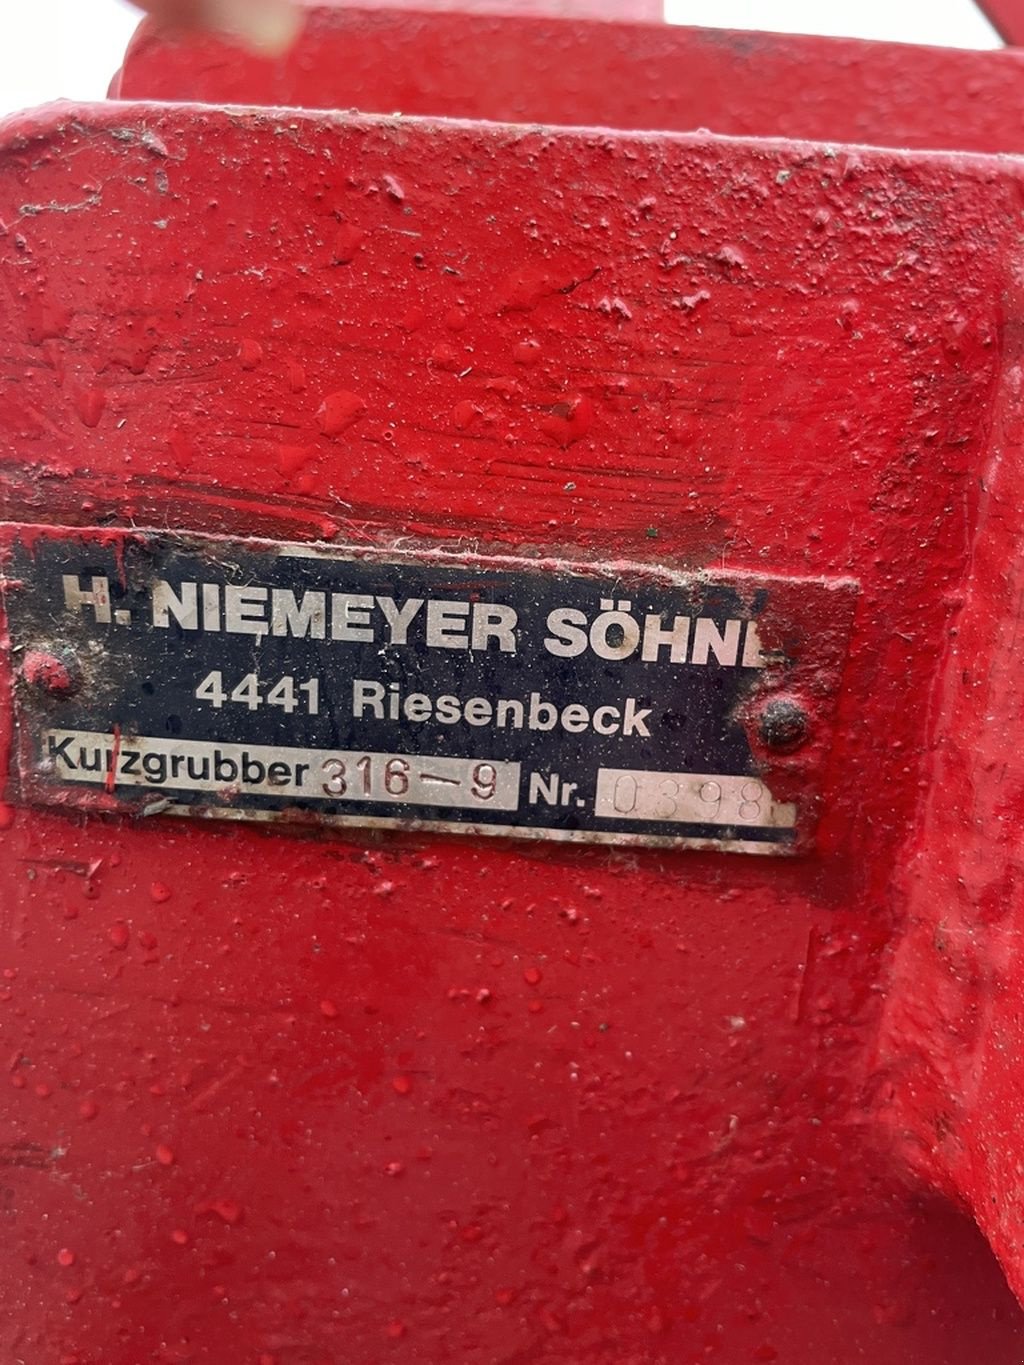 H. NIEMEYER SÖHNE
4441 Riesenbeck
Kurzgrubber 316-9 Nr. 0398